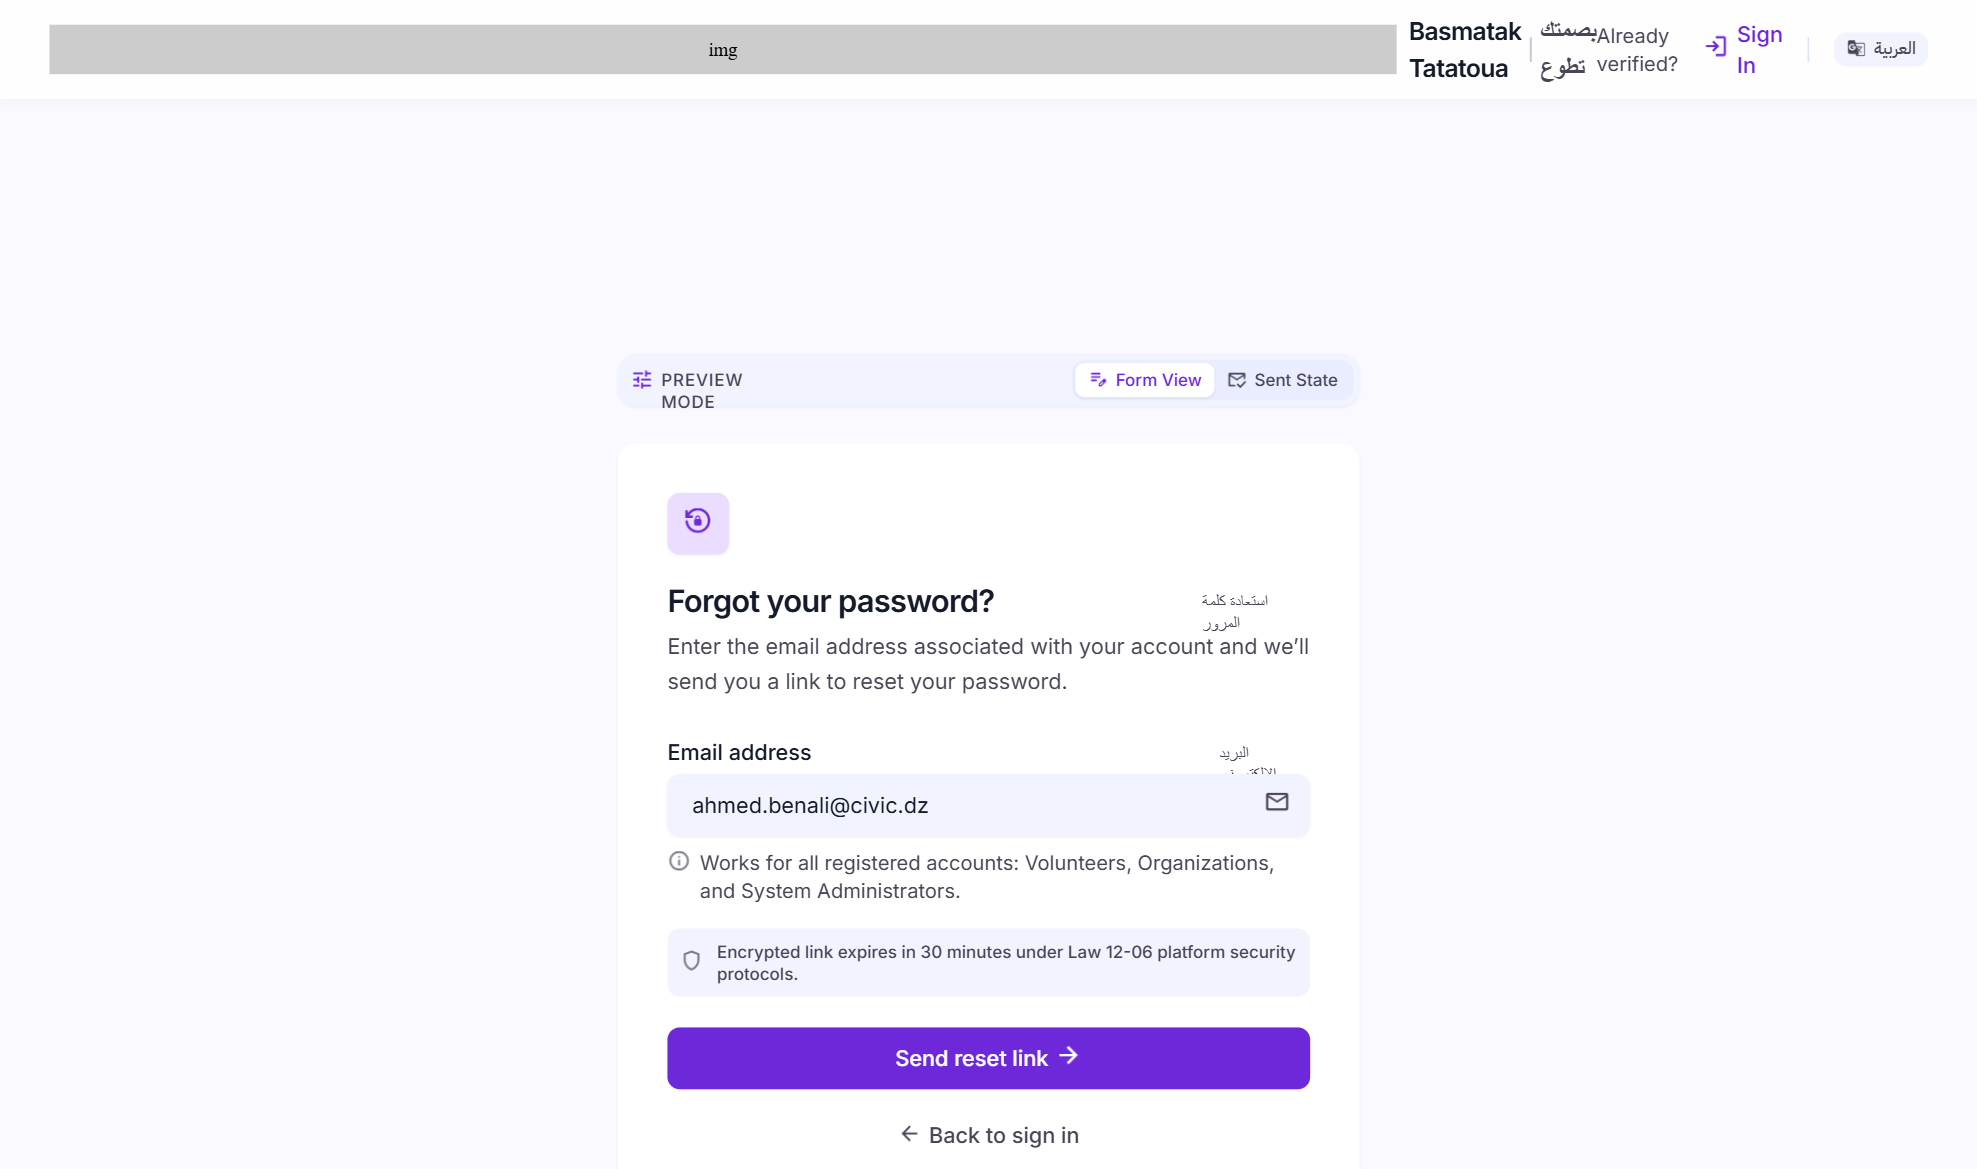 img
Basmatak
Tatatoua
بصمتك
تطوع
Already
verified?
Sign
In
العربية
PREVIEW
MODE
Form View
Sent State
Forgot your password?
استعادة كلمة
المرور
Enter the email address associated with your account and we’ll
send you a link to reset your password.
Email address
البريد
ahmed.benali@civic.dz
Works for all registered accounts: Volunteers, Organizations,
and System Administrators.
Encrypted link expires in 30 minutes under Law 12-06 platform security
protocols.
Send reset link
Back to sign in